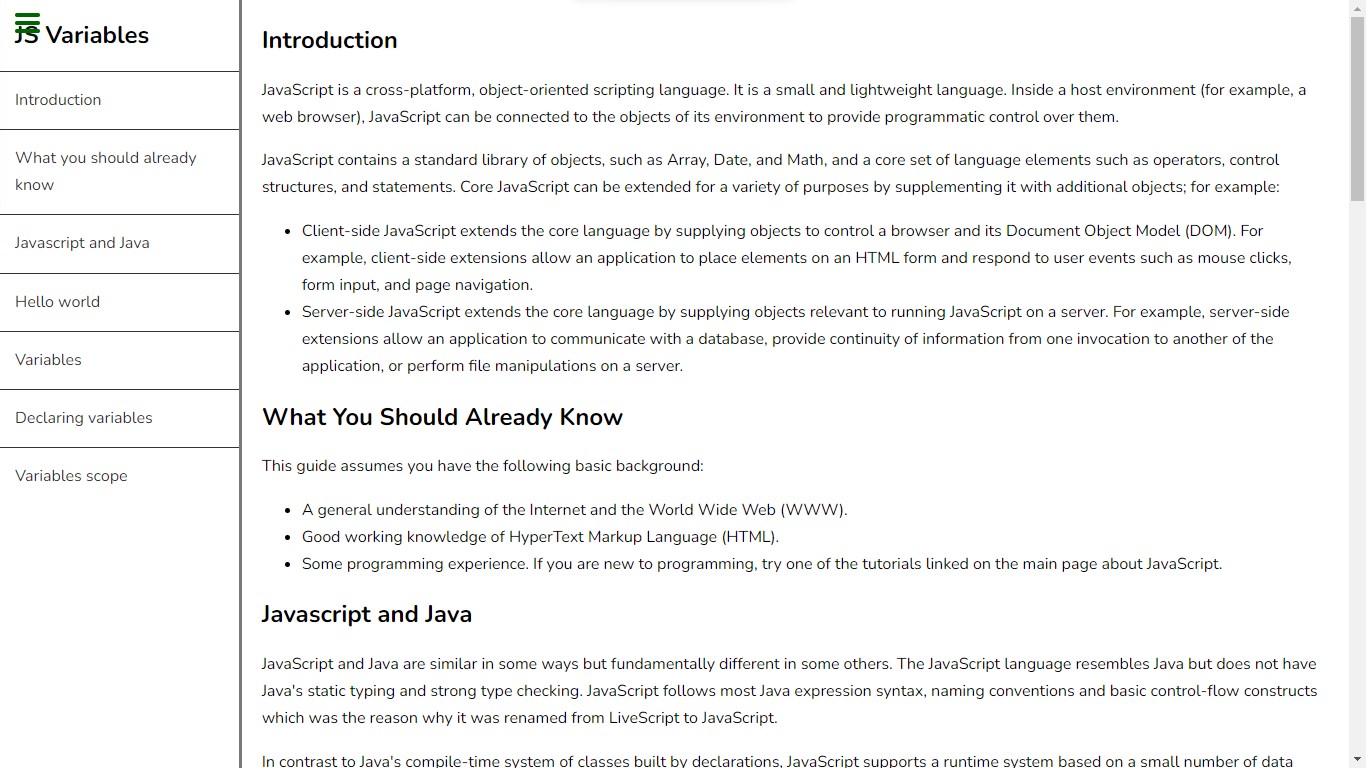 JS Variables
Introduction
What you should already
know
Javascript and Java
Hello world
Variables
Declaring variables
Variables scope
Introduction
JavaScript is a cross-platform, object-oriented scripting language. It is a small and lightweight language. Inside a host environment (for example, a
web browser), JavaScript can be connected to the objects of its environment to provide programmatic control over them.
JavaScript contains a standard library of objects, such as Array, Date, and Math, and a core set of language elements such as operators, control
structures, and statements. Core JavaScript can be extended for a variety of purposes by supplementing it with additional objects; for example:
• Client-side JavaScript extends the core language by supplying objects to control a browser and its Document Object Model (DOM). For
example, client-side extensions allow an application to place elements on an HTML form and respond to user events such as mouse clicks,
form input, and page navigation.
• Server-side JavaScript extends the core language by supplying objects relevant to running JavaScript on a server. For example, server-side
extensions allow an application to communicate with a database, provide continuity of information from one invocation to another of the
application, or perform file manipulations on a server.
What You Should Already Know
This guide assumes you have the following basic background:
• A general understanding of the Internet and the World Wide Web (WWW).
• Good working knowledge of HyperText Markup Language (HTML).
• Some programming experience. If you are new to programming, try one of the tutorials linked on the main page about JavaScript.
Javascript and Java
JavaScript and Java are similar in some ways but fundamentally different in some others. The JavaScript language resembles Java but does not have
Java's static typing and strong type checking. JavaScript follows most Java expression syntax, naming conventions and basic control-flow constructs
which was the reason why it was renamed from LiveScript to JavaScript.
In contrast to Java's compile-time system of classes built by declarations, JavaScript supports a runtime system based on a small number of data